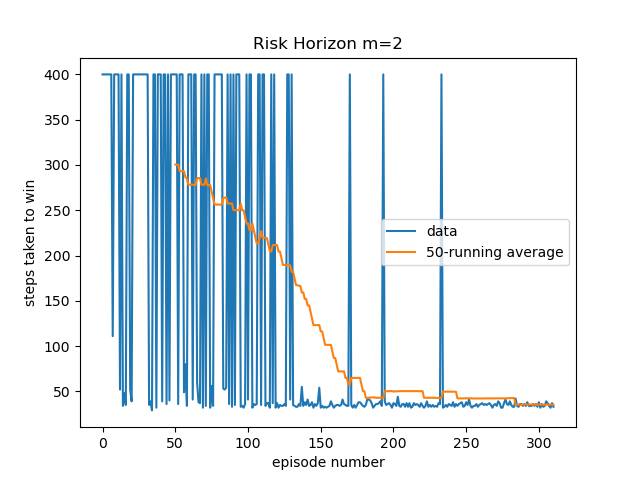 Risk Horizon m=2
steps taken to win
400
350
300
250
200
150
100
50
data
50-running average
0 50 100 150 200 250 300
episode number